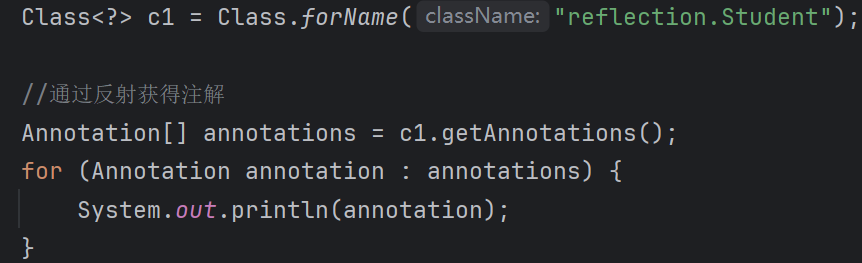 Class<?> c1 = Class.forName( className: "reflection.Student");
//通过反射获得注解
Annotation[] annotations = c1.getAnnotations();
for (Annotation annotation : annotations) {
    System.out.println(annotation);
}